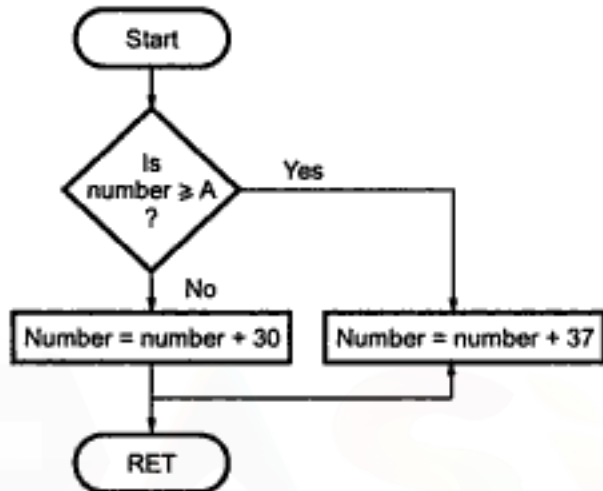 Start
Is
number ⩾ A
?
Yes
No
Number = number + 30
Number = number + 37
RET